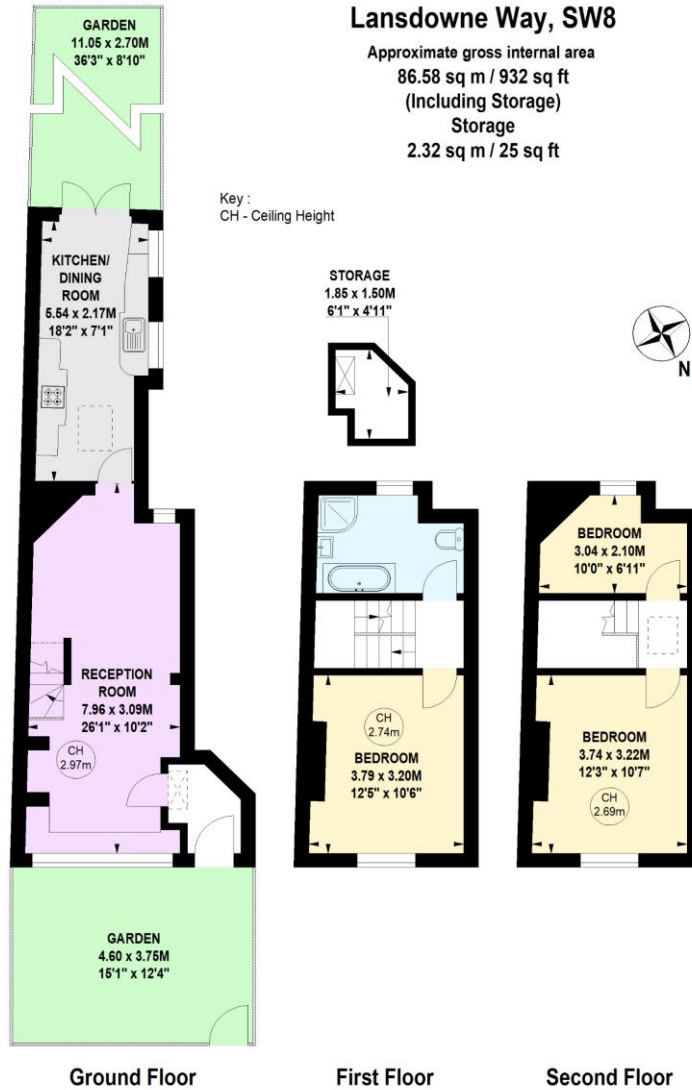 Lansdowne Way, SW8
Approximate gross internal area
86.58 sq m / 932 sq ft
(Including Storage)
Storage
2.32 sq m / 25 sq ft
GARDEN
11.05 x 2.70M
36'3" x 8'10"
Key :
CH - Ceiling Height
KITCHEN/
DINING
ROOM
5.54 x 2.17M
18'2" x 7'1"
STORAGE
1.85 x 1.50M
6'1" x 4'11"
N
RECEPTION
ROOM
7.96 x 3.09M
26'1" x 10'2"
CH
2.97m
CH
2.74m
BEDROOM
3.79 x 3.20M
12'5" x 10'6"
BEDROOM
3.04 x 2.10M
10'0" x 6'11"
BEDROOM
3.74 x 3.22M
12'3" x 10'7"
CH
2.69m
GARDEN
4.60 x 3.75M
15'1" x 12'4"
Ground Floor
First Floor
Second Floor